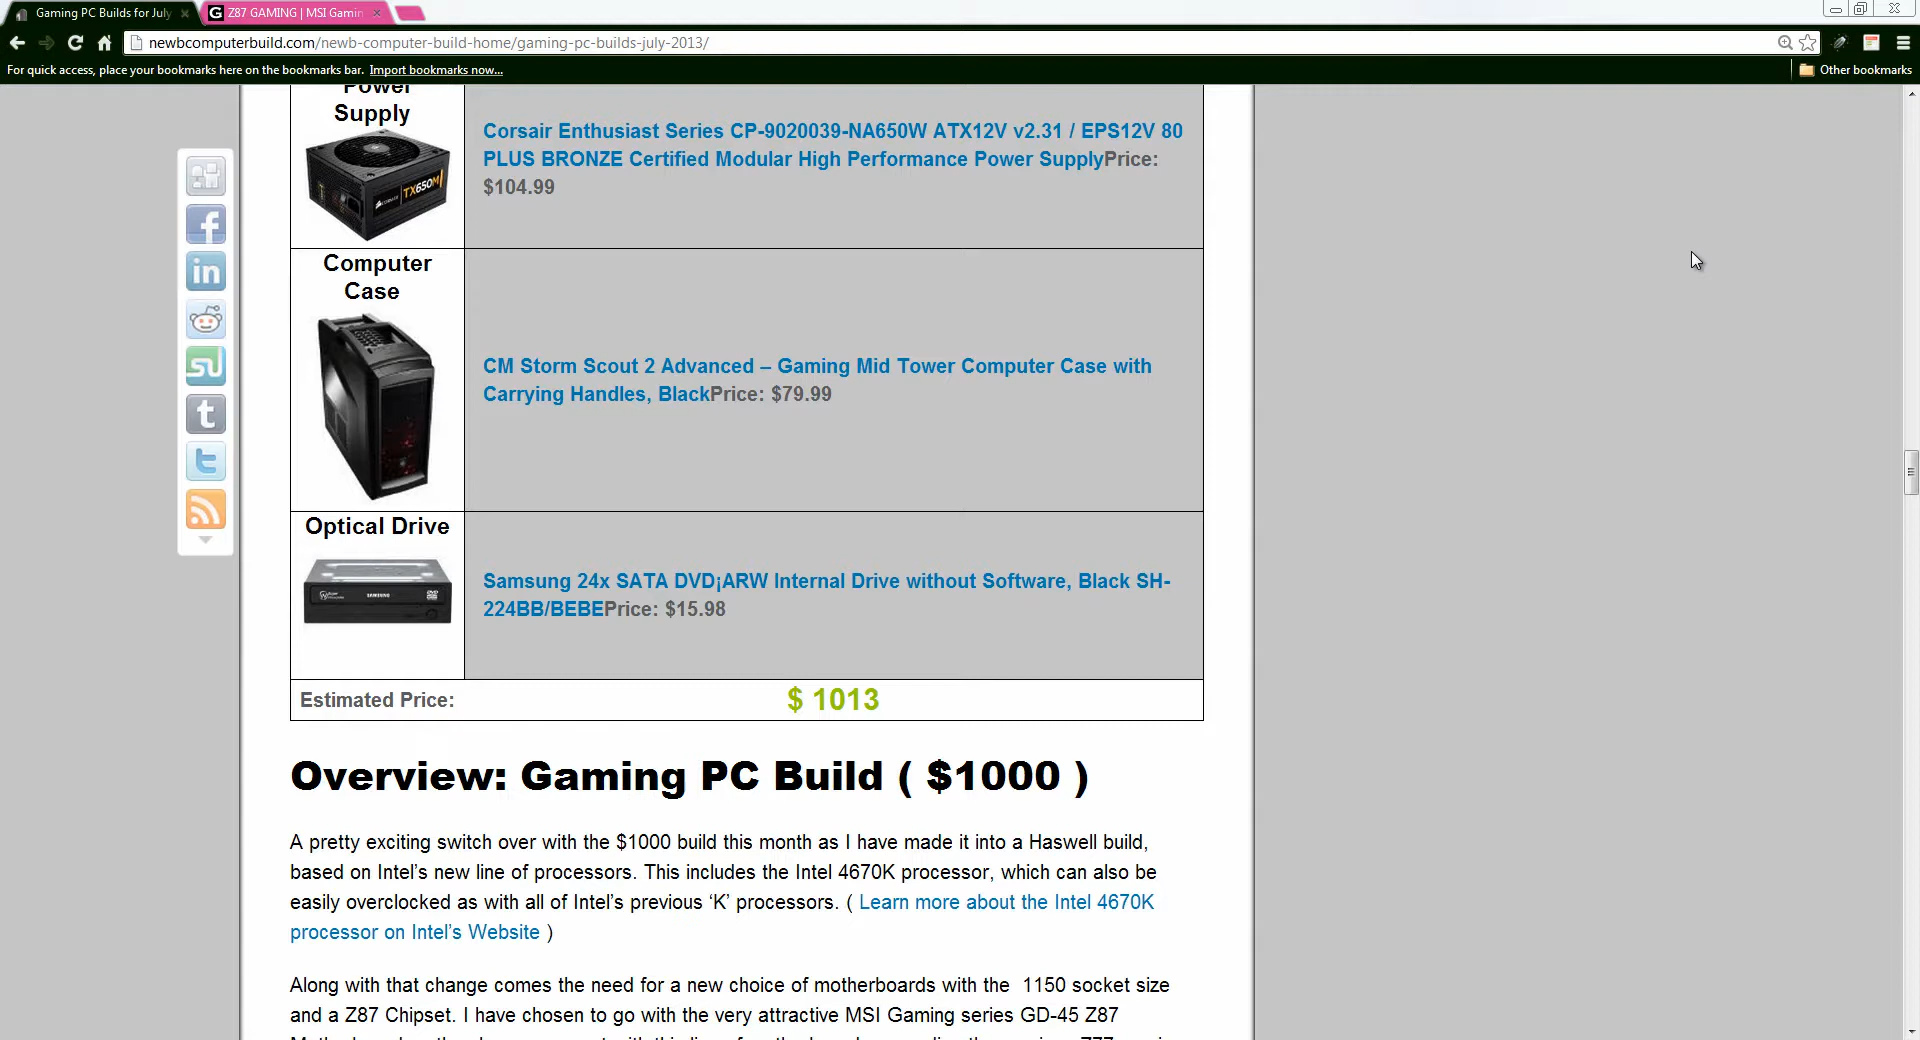 Gaming PC Builds for July
Z87 GAMING | MSI Gamin
newbcomputerbuild.com/newb-computer-build-home/gaming-pc-builds-july-2013/
For quick access, place your bookmarks here on the bookmarks bar. Import bookmarks now...
Other bookmarks
Power
Supply
TX650M
Corsair Enthusiast Series CP-9020039-NA650W ATX12V v2.31 / EPS12V 80
PLUS BRONZE Certified Modular High Performance Power SupplyPrice:
$104.99
Computer
Case
CM Storm Scout 2 Advanced – Gaming Mid Tower Computer Case with
Carrying Handles, BlackPrice: $79.99
Optical Drive
SAMSUNG
Samsung 24x SATA DVD¡ARW Internal Drive without Software, Black SH-
224BB/BEBEPrice: $15.98
Estimated Price:
$ 1013
Overview: Gaming PC Build ( $1000 )
A pretty exciting switch over with the $1000 build this month as I have made it into a Haswell build,
based on Intel’s new line of processors. This includes the Intel 4670K processor, which can also be
easily overclocked as with all of Intel’s previous ‘K’ processors. ( Learn more about the Intel 4670K
processor on Intel’s Website )
Along with that change comes the need for a new choice of motherboards with the 1150 socket size
and a Z87 Chipset. I have chosen to go with the very attractive MSI Gaming series GD-45 Z87